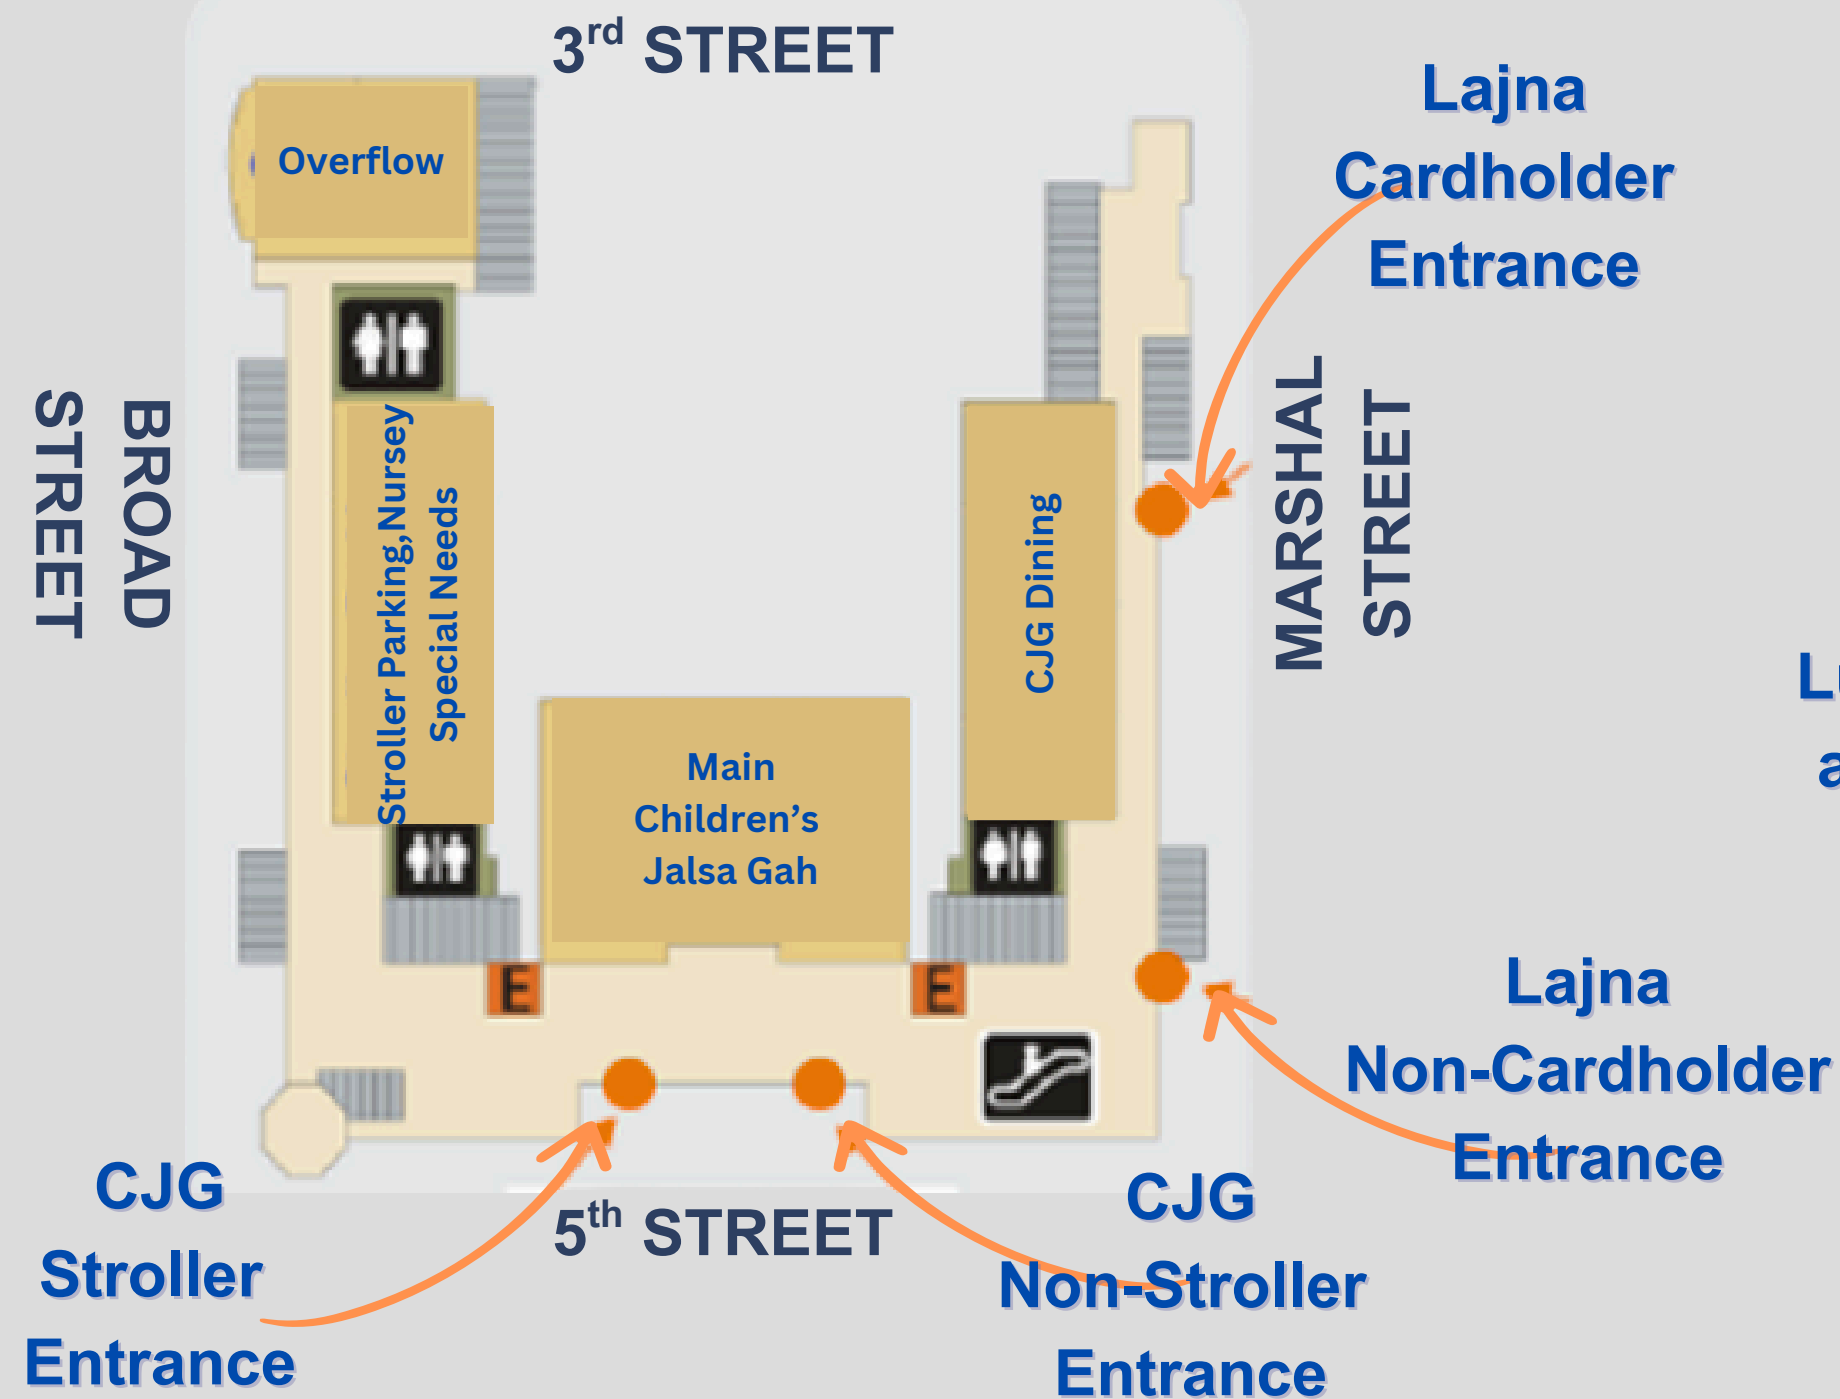 3rd STREET
Lajna
Cardholder
Entrance
Overflow
BROAD
STREET
MARSHAL
STREET
Stroller Parking,Nursey
Special Needs
CJG Dining
Main
Children’s
Jalsa Gah
E
E
Lajna
Non-Cardholder
Entrance
CJG
Stroller
Entrance
5th STREET
CJG
Non-Stroller
Entrance